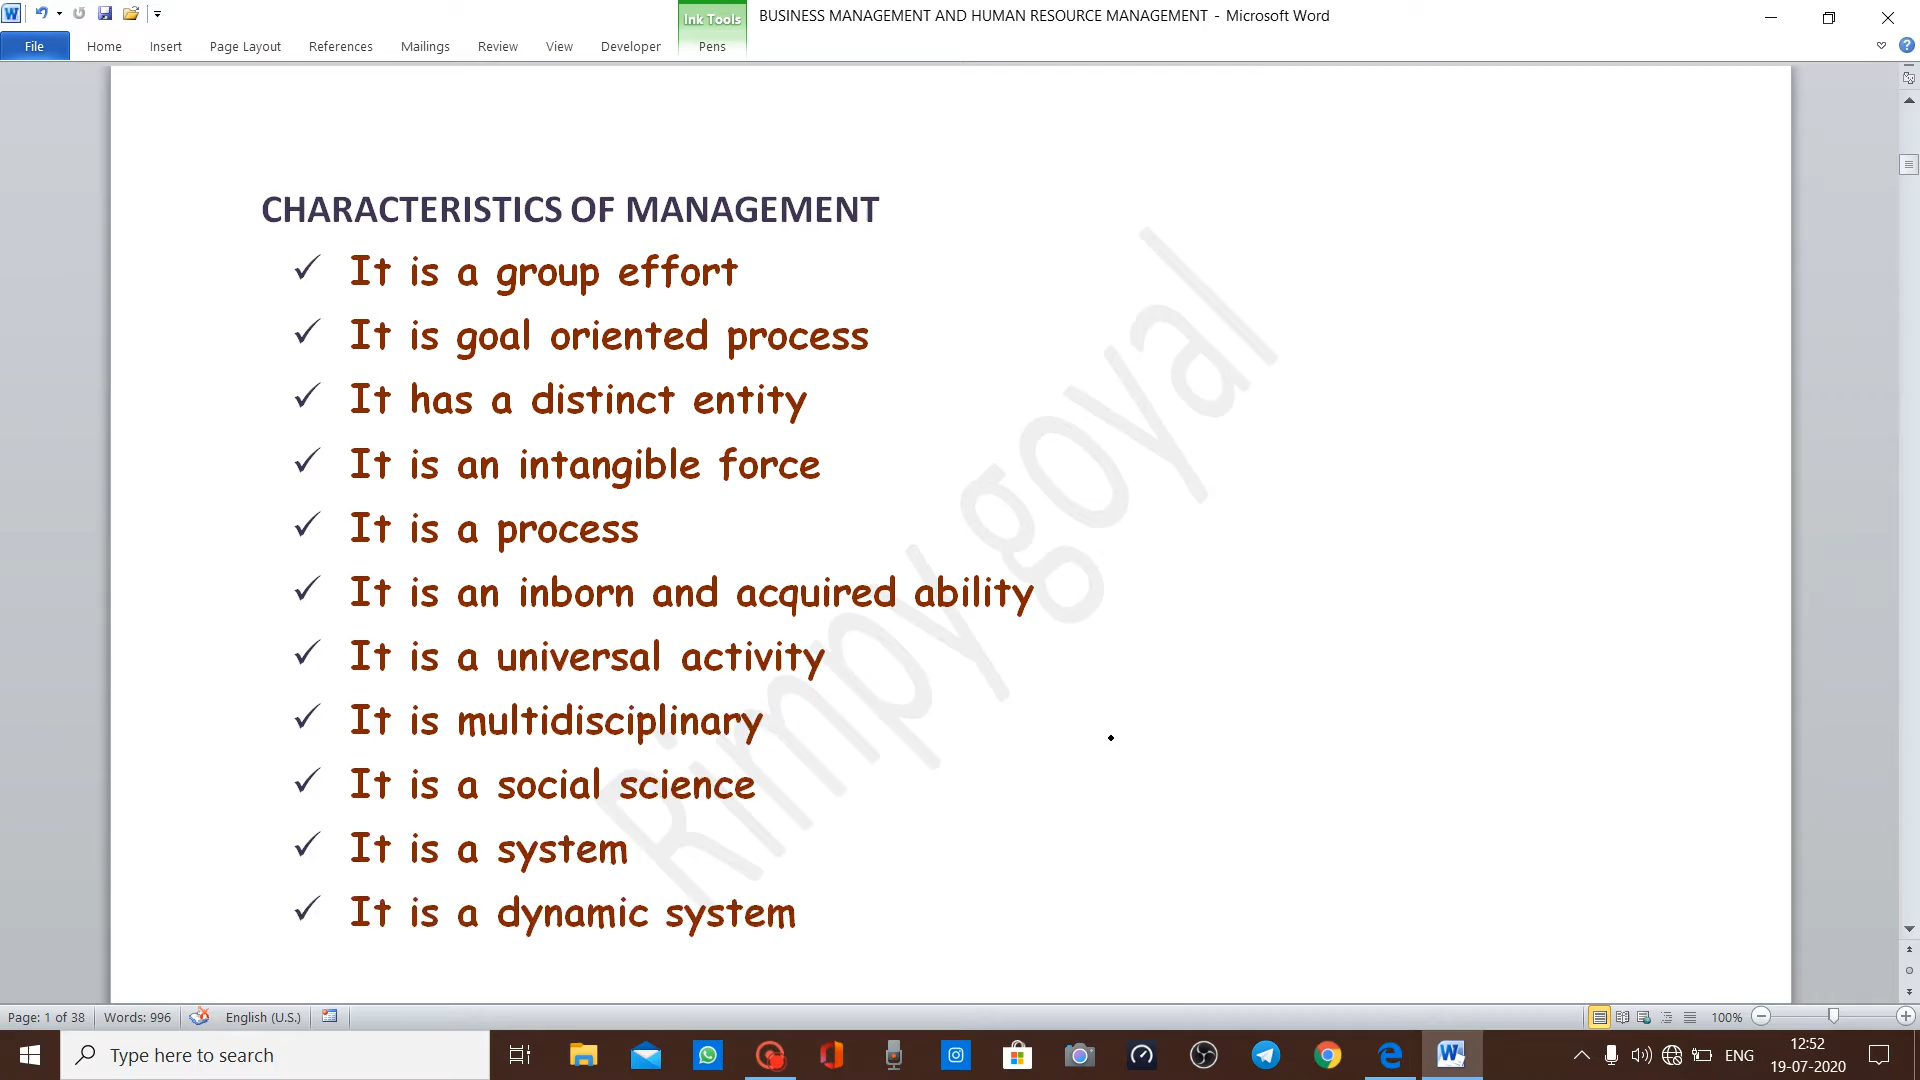 Ink Tools
BUSINESS MANAGEMENT AND HUMAN RESOURCE MANAGEMENT - Microsoft Word
File Home Insert Page Layout References Mailings Review View Developer Pens
CHARACTERISTICS OF MANAGEMENT
It is a group effort
It is goal oriented process
It has a distinct entity
It is an intangible force
It is a process
It is an inborn and acquired ability
It is a universal activity
It is multidisciplinary
It is a social science
It is a system
It is a dynamic system
Rimpy goyal
Page: 1 of 38 Words: 996 English (U.S.) 100%
Type here to search
ENG
12:52
19-07-2020